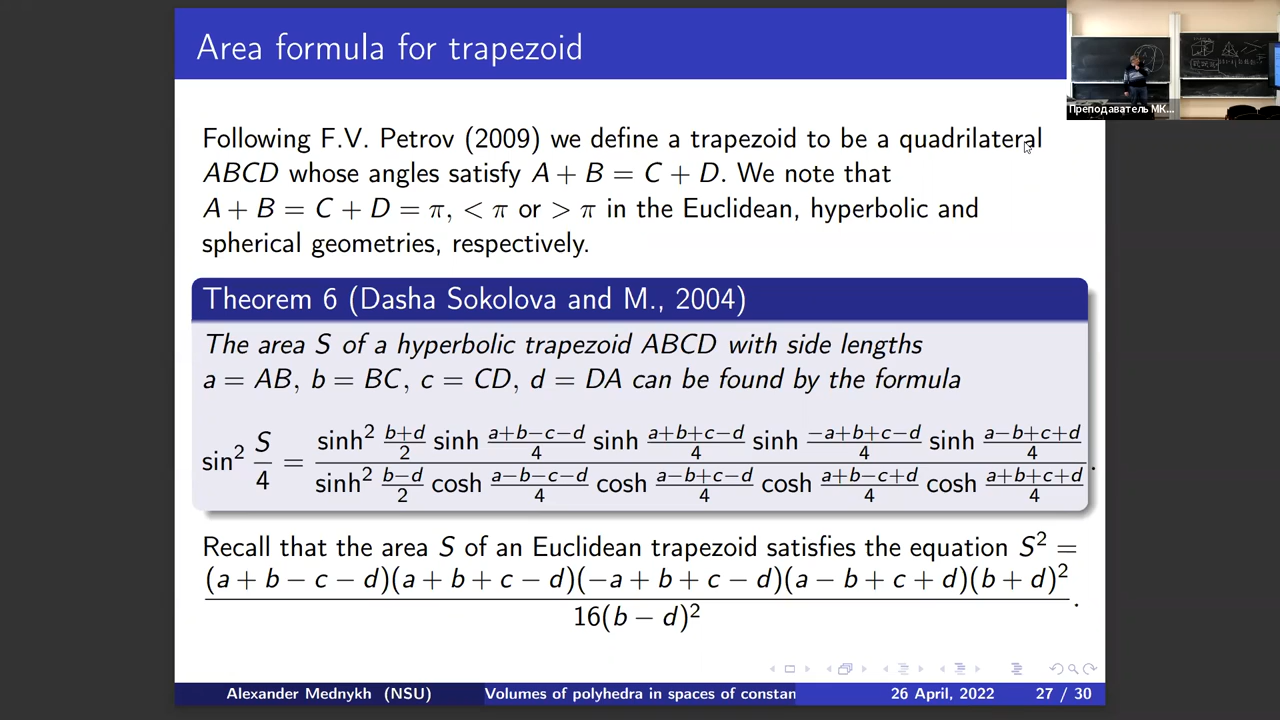 Area formula for trapezoid
Преподаватель МК...
Following F.V. Petrov (2009) we define a trapezoid to be a quadrilateral
ABCD whose angles satisfy A + B = C + D. We note that
A + B = C + D = π, < π or > π in the Euclidean, hyperbolic and
spherical geometries, respectively.
Theorem 6 (Dasha Sokolova and M., 2004)
The area S of a hyperbolic trapezoid ABCD with side lengths
a = AB, b = BC, c = CD, d = DA can be found by the formula
sin² S/4 = (sinh² (b+d)/2 sinh (a+b−c−d)/4 sinh (a+b+c−d)/4 sinh (−a+b+c−d)/4 sinh (a−b+c+d)/4) / (sinh² (b−d)/2 cosh (a−b−c−d)/4 cosh (a−b+c−d)/4 cosh (a+b−c+d)/4 cosh (a+b+c+d)/4).
Recall that the area S of an Euclidean trapezoid satisfies the equation S² =
(a + b − c − d)(a + b + c − d)(−a + b + c − d)(a − b + c + d)(b + d)² / 16(b − d)².
Alexander Mednykh (NSU) Volumes of polyhedra in spaces of constan 26 April, 2022 27 / 30